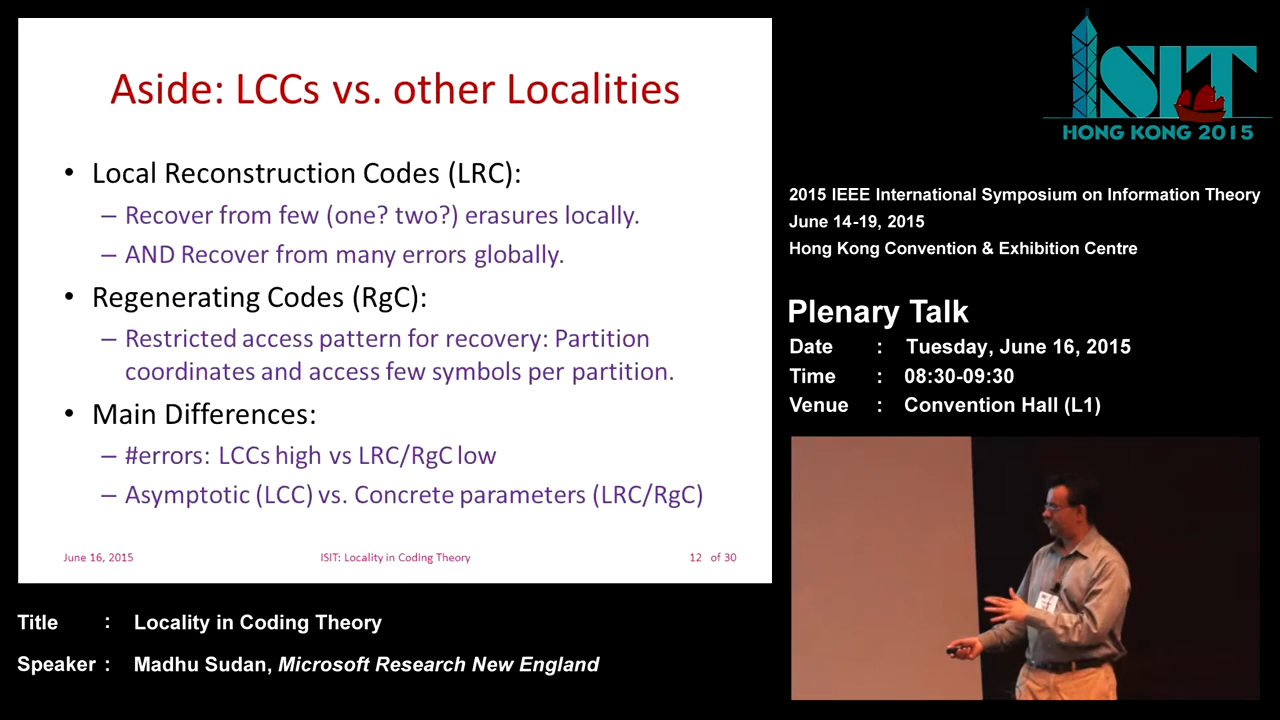 Aside: LCCs vs. other Localities
• Local Reconstruction Codes (LRC):
– Recover from few (one? two?) erasures locally.
– AND Recover from many errors globally.
• Regenerating Codes (RgC):
– Restricted access pattern for recovery: Partition
coordinates and access few symbols per partition.
• Main Differences:
– #errors: LCCs high vs LRC/RgC low
– Asymptotic (LCC) vs. Concrete parameters (LRC/RgC)
June 16, 2015 ISIT: Locality in Coding Theory 12 of 30
Title : Locality in Coding Theory
Speaker : Madhu Sudan, Microsoft Research New England
ISIT
HONG KONG 2015
2015 IEEE International Symposium on Information Theory
June 14-19, 2015
Hong Kong Convention & Exhibition Centre
Plenary Talk
Date : Tuesday, June 16, 2015
Time : 08:30-09:30
Venue : Convention Hall (L1)